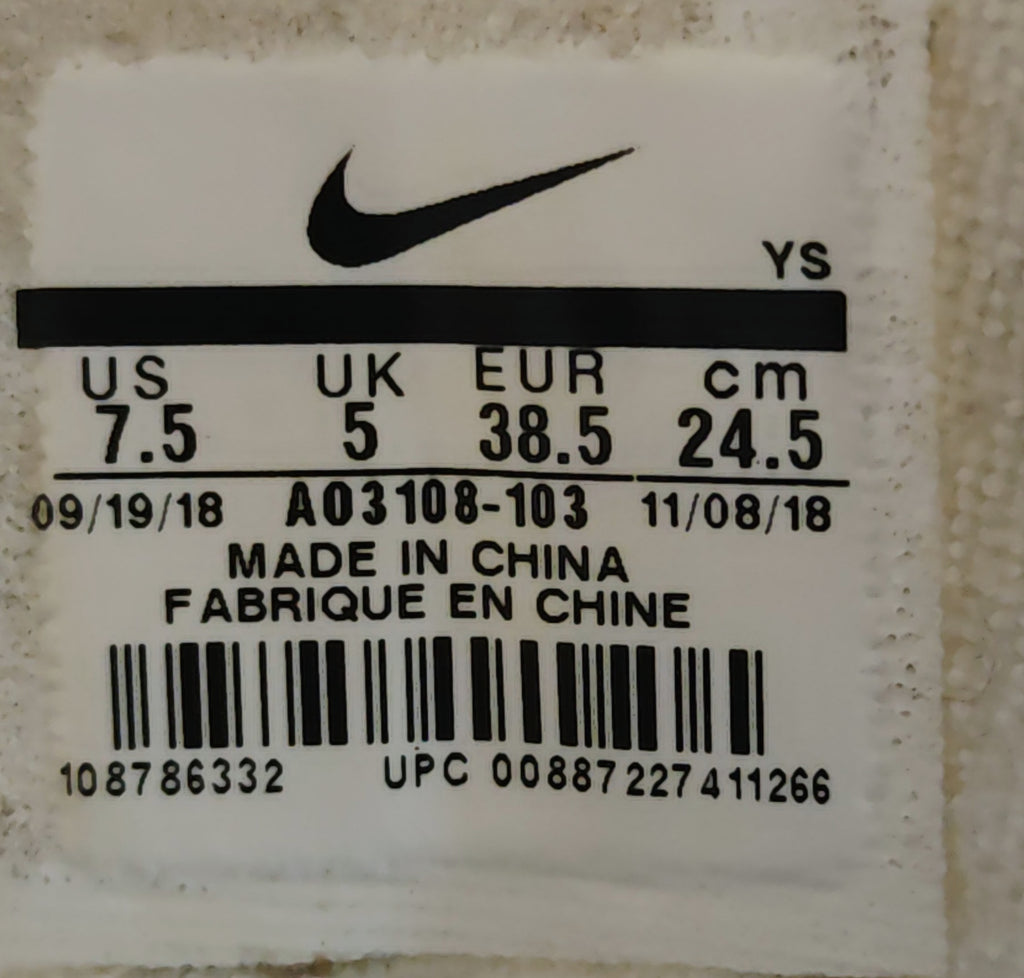 YS
US UK EUR cm
7.5 5 38.5 24.5
09/19/18 AO3108-103 11/08/18
MADE IN CHINA
FABRIQUE EN CHINE
108786332 UPC 00887227411266